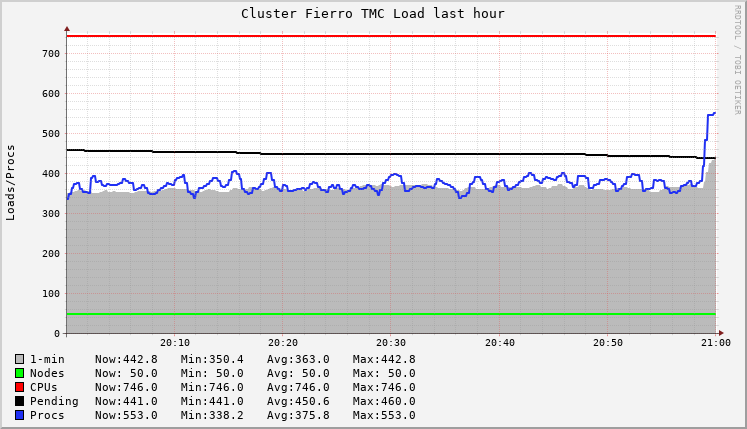 Cluster Fierro TMC Load last hour
RRDTOOL / TOBI OETIKER
Loads/Procs
700
600
500
400
300
200
100
0
20:10 20:20 20:30 20:40 20:50 21:00
1-min Now:442.8 Min:350.4 Avg:363.0 Max:442.8
Nodes Now: 50.0 Min: 50.0 Avg: 50.0 Max: 50.0
CPUs Now:746.0 Min:746.0 Avg:746.0 Max:746.0
Pending Now:441.0 Min:441.0 Avg:450.6 Max:460.0
Procs Now:553.0 Min:338.2 Avg:375.8 Max:553.0